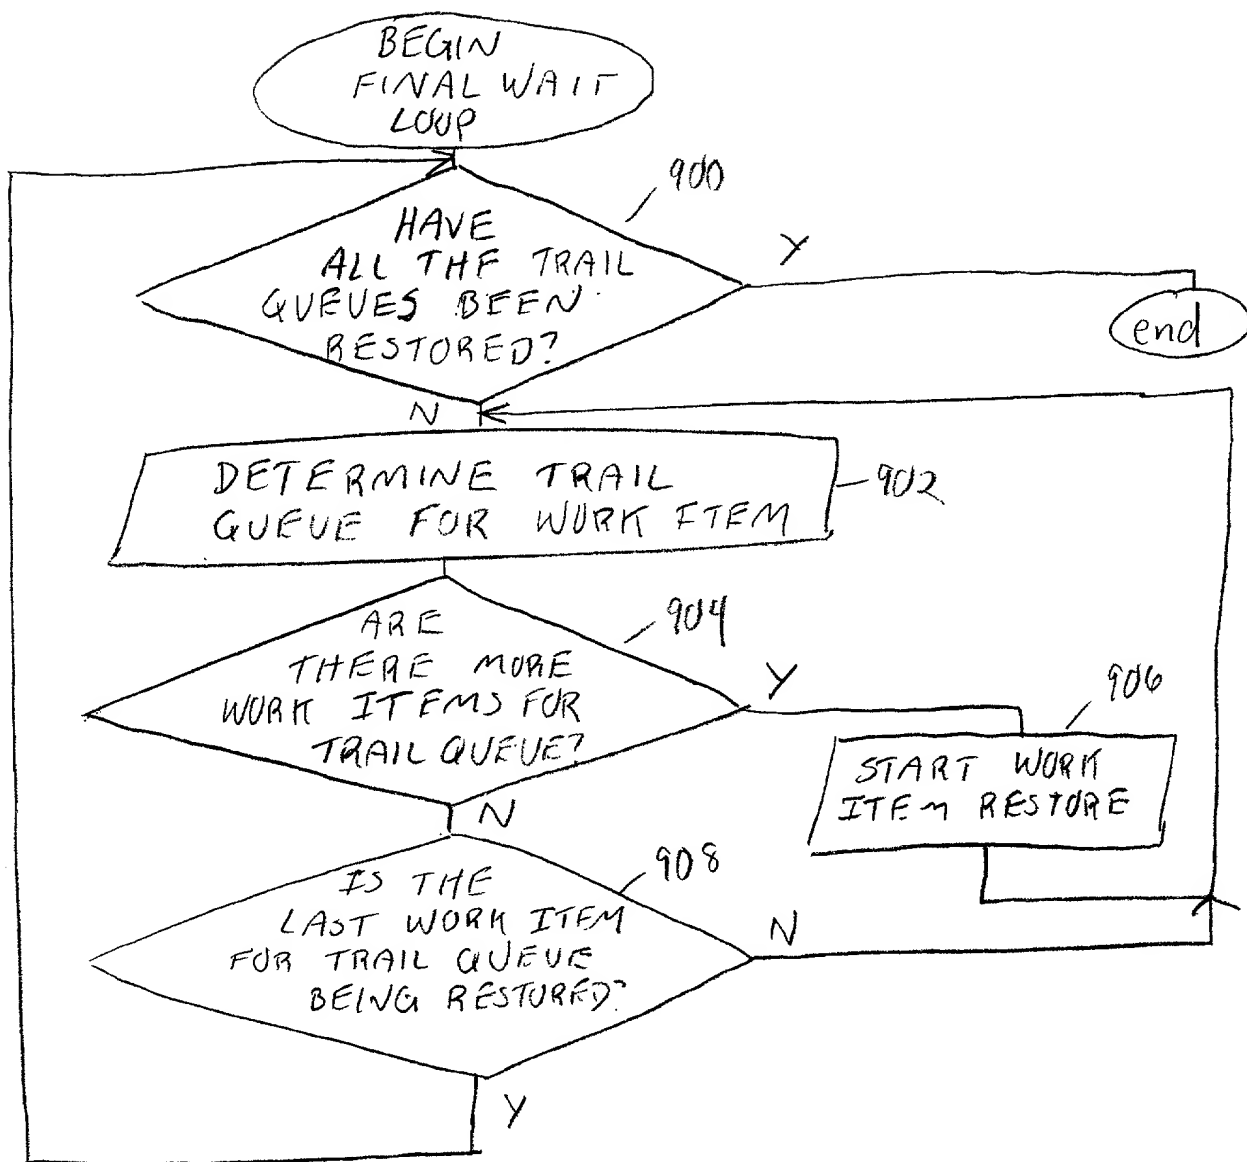 BEGIN
FINAL WAIT
LOOP
900
HAVE
ALL THE TRAIL
QUEUES BEEN
RESTORED?
Y
end
N
DETERMINE TRAIL
QUEUE FOR WORK ITEM
902
ARE
THERE MORE
WORK ITEMS FOR
TRAIL QUEUE?
904
Y
906
START WORK
ITEM RESTORE
N
IS THE
LAST WORK ITEM
FOR TRAIL QUEUE
BEING RESTORED?
908
N
Y